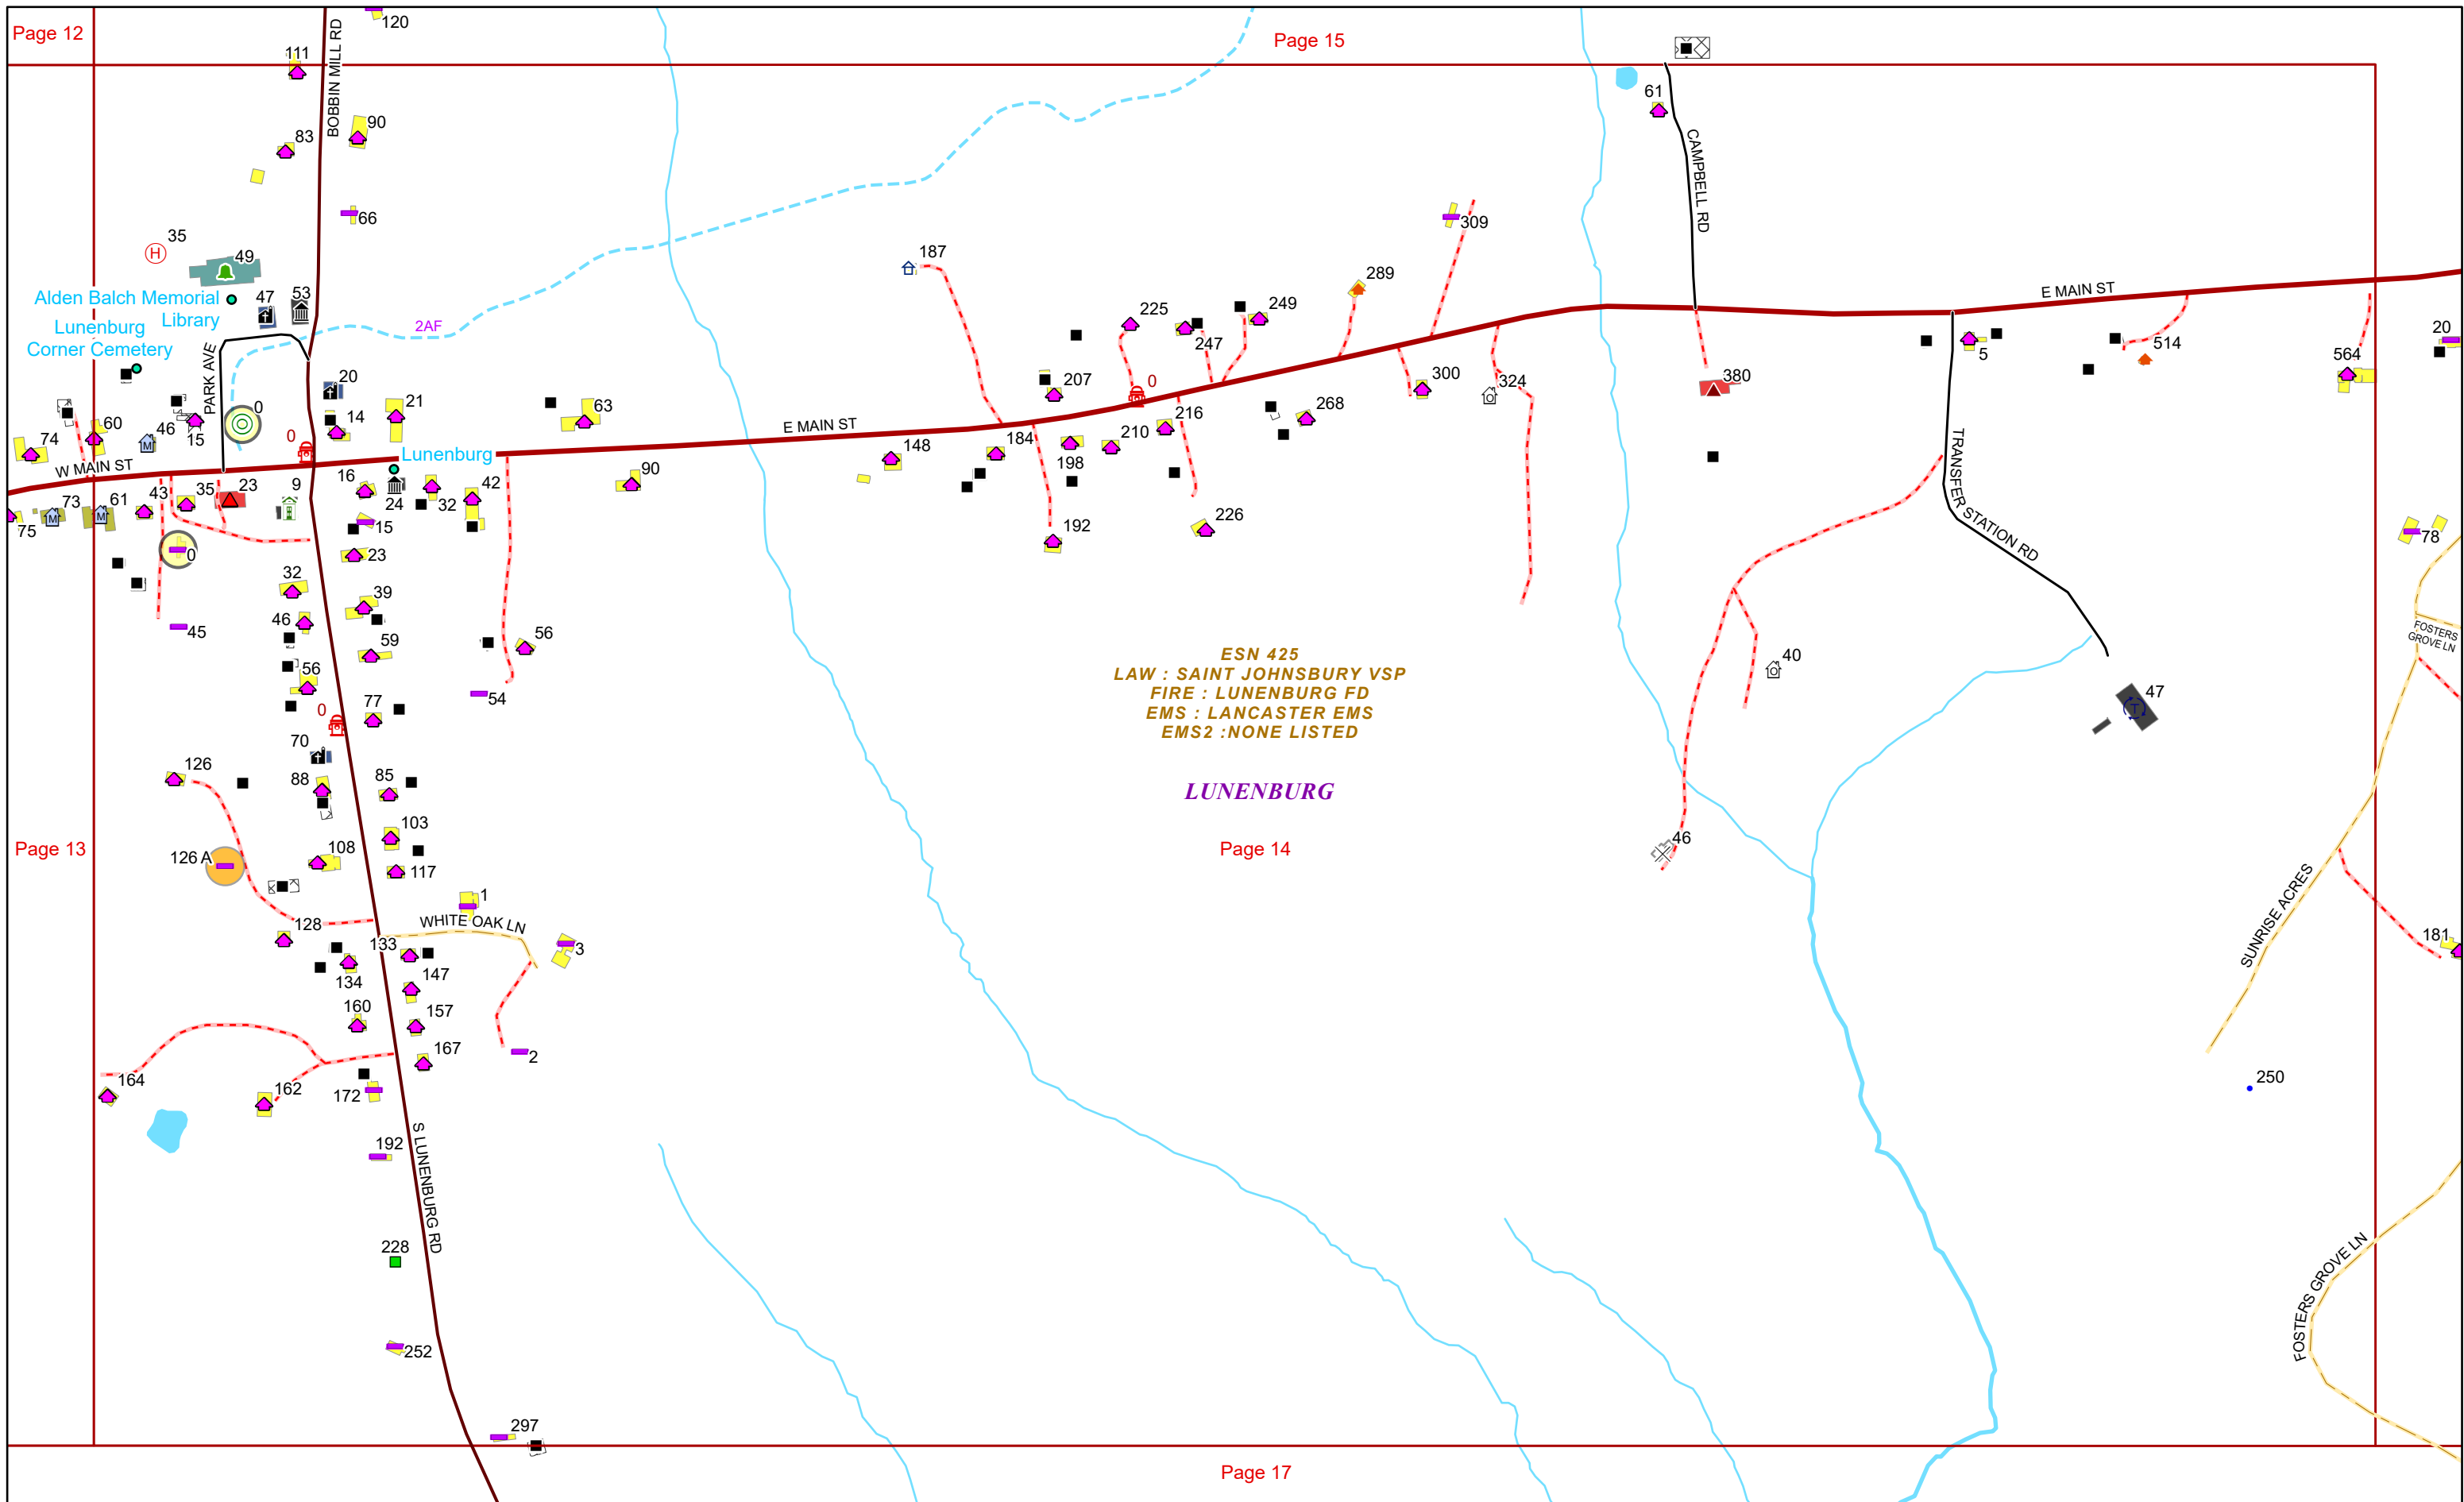 Page 12
BOBBIN MILL RD
120
Page 15
111
61
83
90
CAMPBELL RD
66
309
35
H
49
187
289
Alden Balch Memorial
Library
47
53
E MAIN ST
Lunenburg
Corner Cemetery
2AF
225
249
247
20
5
514
564
PARK AVE
20
207
0
300
324
380
0
14
21
63
216
268
60
46
M
15
0
74
W MAIN ST
E MAIN ST
Lunenburg
148
184
198
210
90
TRANSFER STATION RD
73
M
61
M
43
35
23
9
16
24
32
42
75
15
226
192
78
0
23
32
39
46
45
59
56
FOSTERS
GROVE LN
ESN 425
LAW : SAINT JOHNSBURY VSP
FIRE : LUNENBURG FD
EMS : LANCASTER EMS
EMS2 :NONE LISTED
40
56
54
77
0
47
T
70
126
88
85
LUNENBURG
103
46
Page 13
126 A
108
Page 14
117
1
SUNRISE ACRES
WHITE OAK LN
128
133
3
181
134
147
160
157
167
2
164
162
172
250
192
S LUNENBURG RD
228
FOSTERS GROVE LN
252
297
Page 17